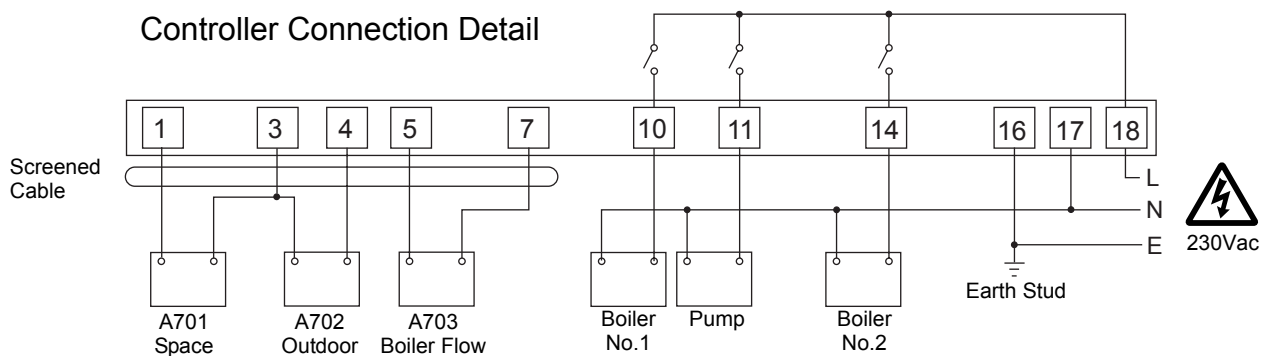 Controller Connection Detail
1 3 4 5 7 10 11 14 16 17 18
Screened
Cable
L
N
E
230Vac
Earth Stud
A701
Space
A702
Outdoor
A703
Boiler Flow
Boiler
No.1
Pump
Boiler
No.2